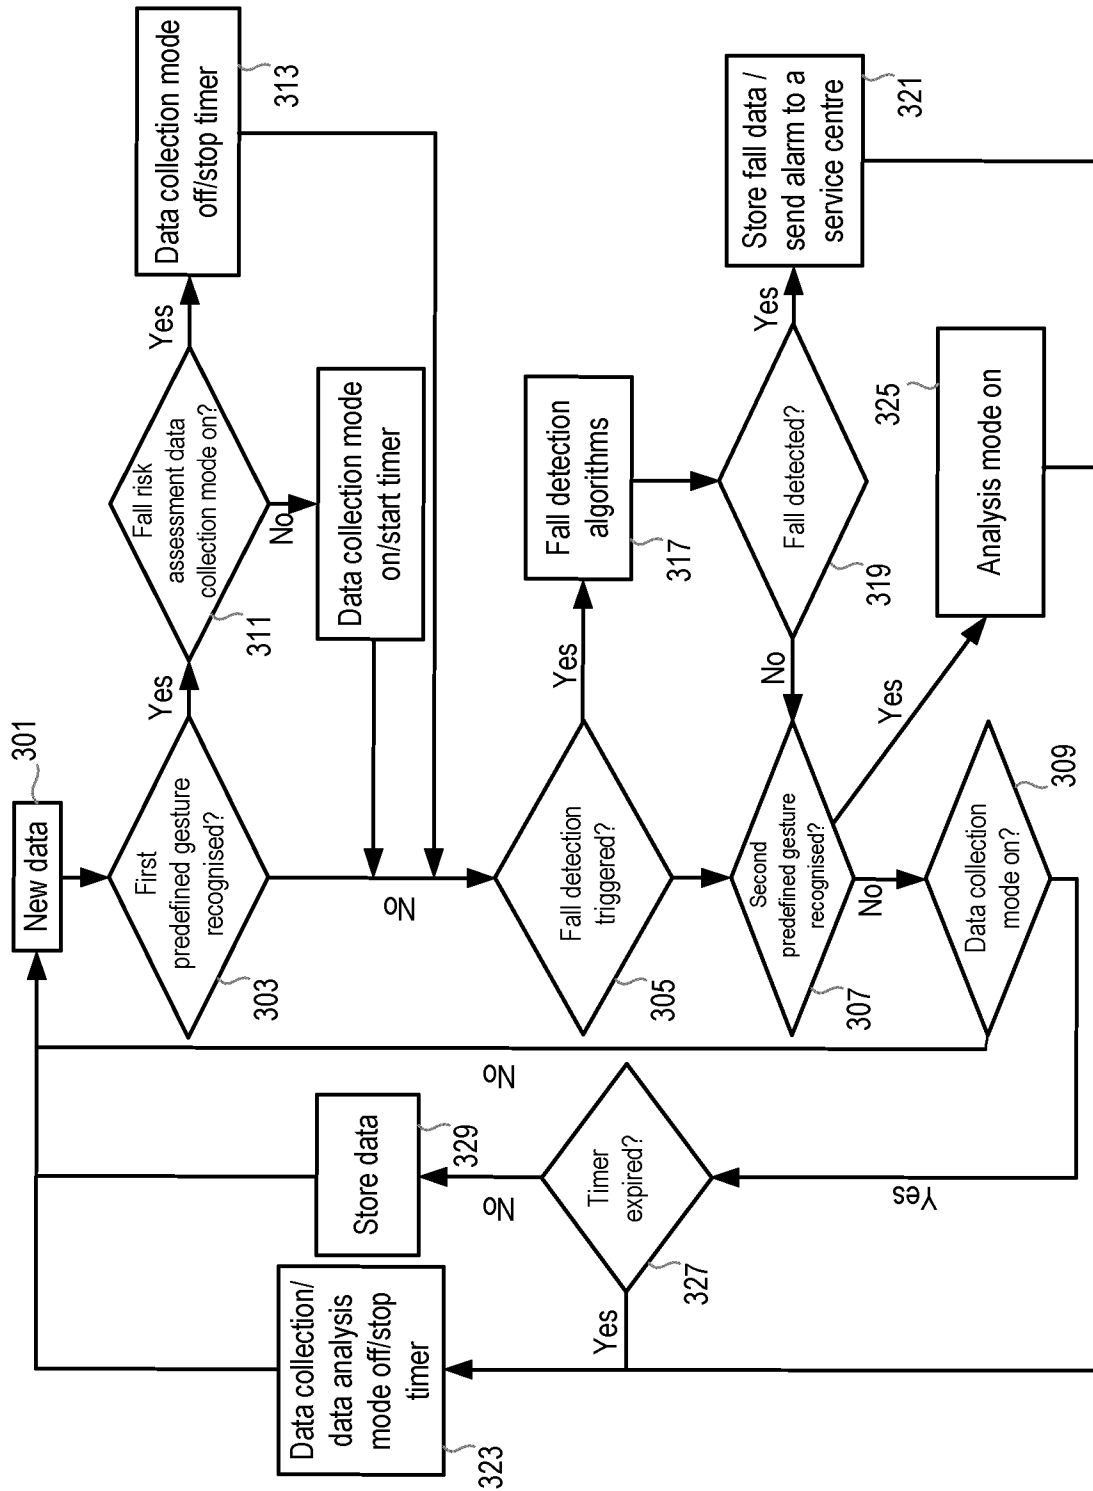 New data
301
First
predefined gesture
recognised?
303
Yes
No
Fall risk
assessment data
collection mode on?
311
Yes
No
Data collection mode
off/stop timer
313
Data collection mode
on/start timer
Fall detection
triggered?
305
Yes
Fall detection
algorithms
317
Fall detected?
319
Yes
No
Store fall data /
send alarm to a
service centre
321
Second
predefined gesture
recognised?
307
Yes
No
Analysis mode on
325
Data collection
mode on?
309
No
Yes
Timer
expired?
327
No
Yes
Store data
329
Data collection/
data analysis
mode off/stop
timer
323